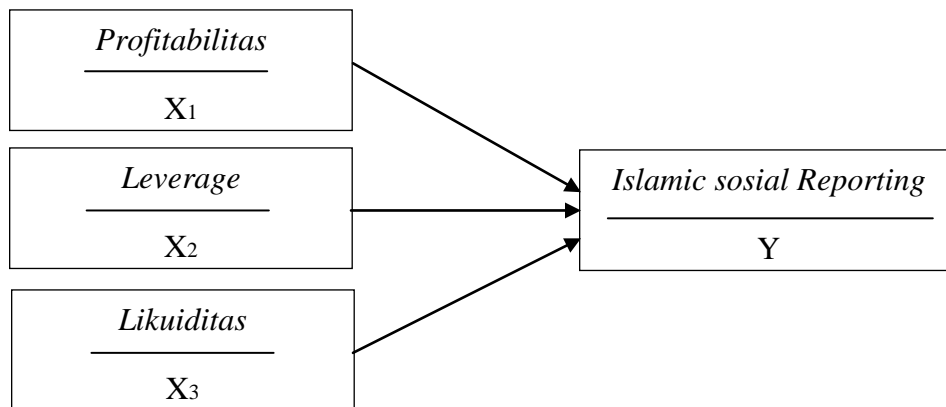 Profitabilitas
X1
Leverage
X2
Likuiditas
X3
Islamic sosial Reporting
Y